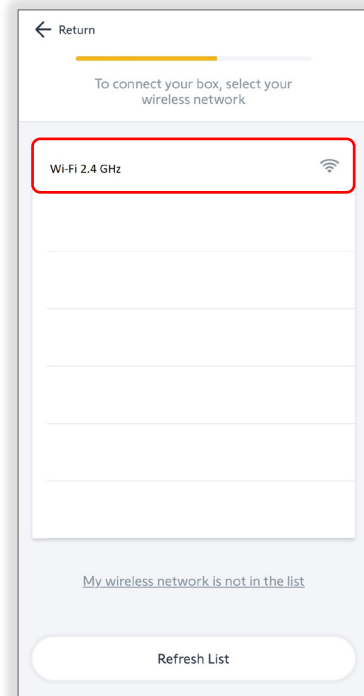 Return
To connect your box, select your
wireless network
Wi-Fi 2.4 GHz
My wireless network is not in the list
Refresh List